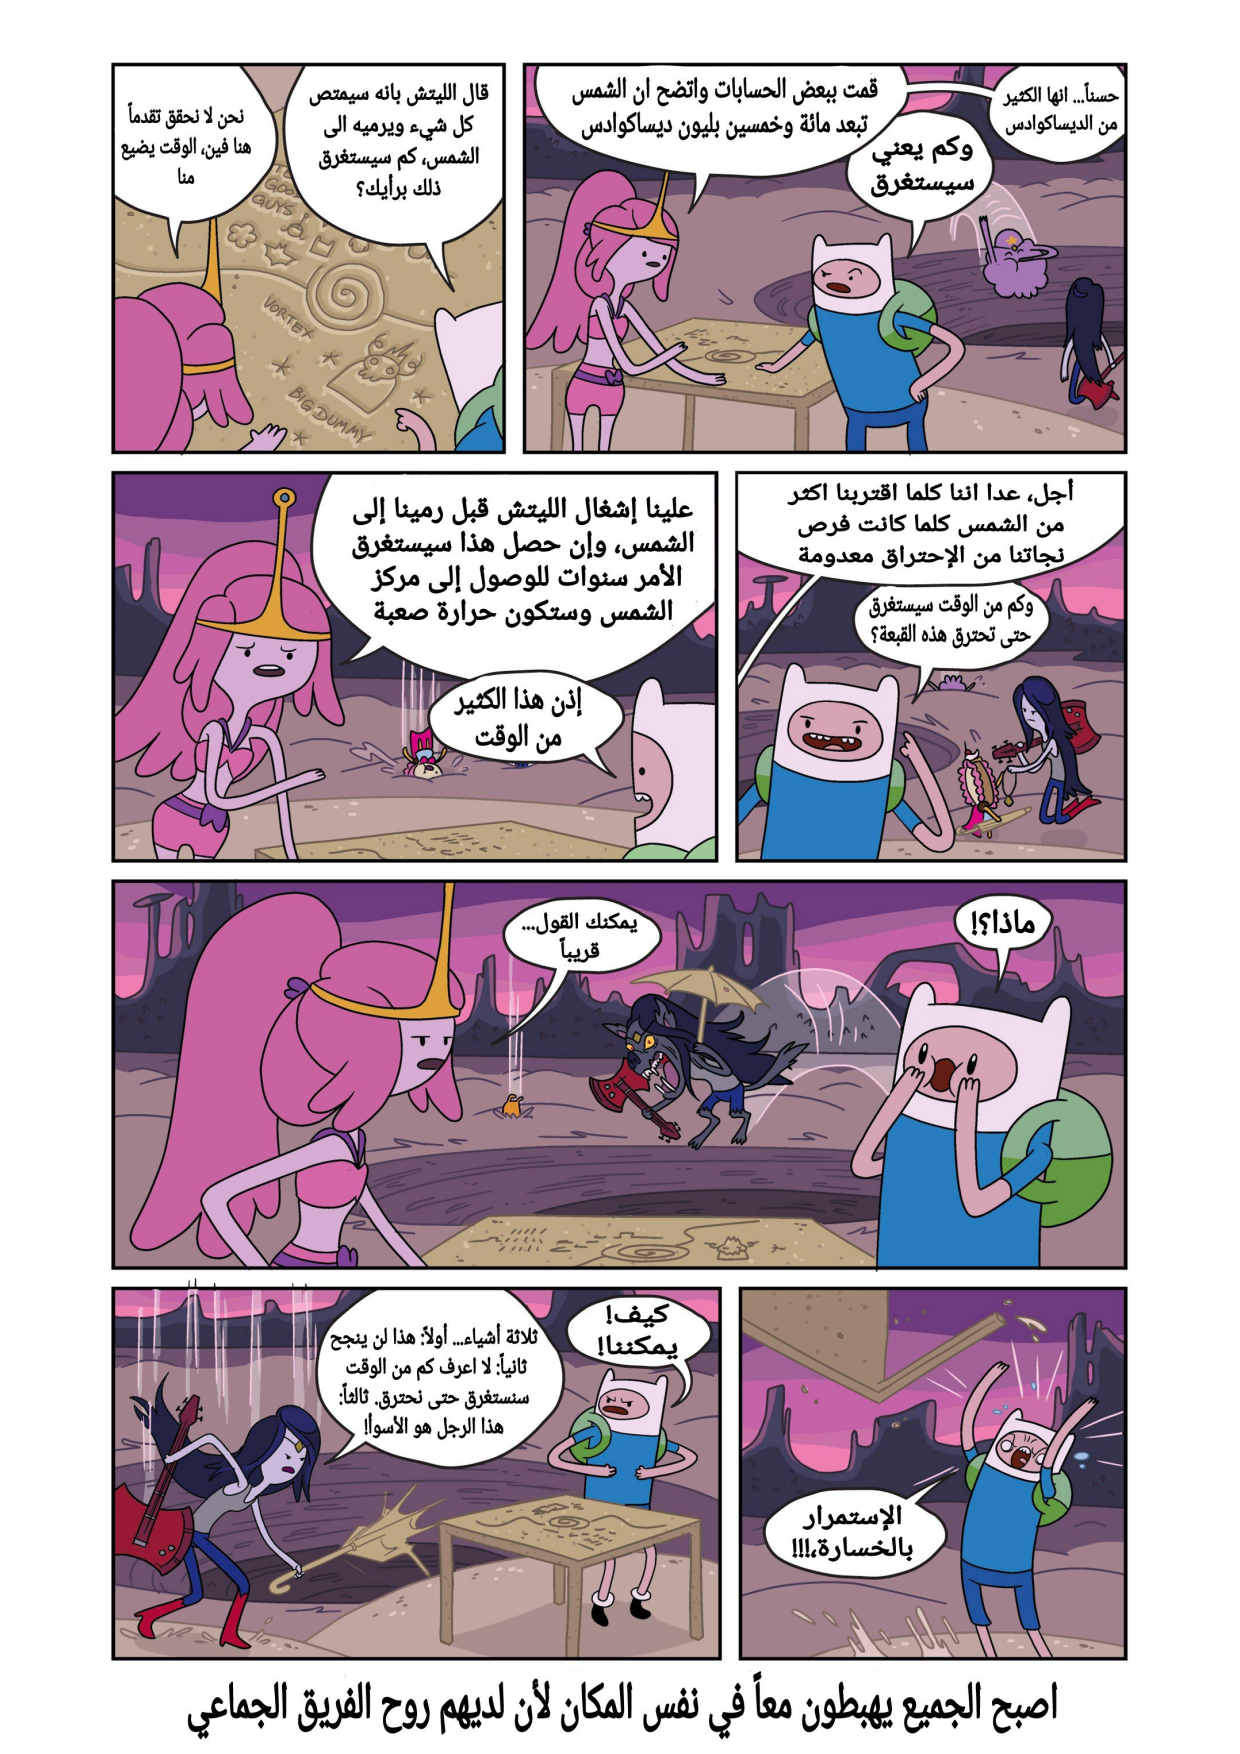 نحن لا نحقق تقدماً
هنا فين، الوقت يضيع
منا
قال الليتش بانه سيمتص
كل شيء ويرميه الى
الشمس، كم سيستغرق
ذلك برأيك؟
GOOD
GUYS
VORTEX
BIG DUMMY
قمت ببعض الحسابات واتضح ان الشمس
تبعد مائة وخمسين بليون ديساكوادس
وكم يعني
سيستغرق
حسناً... انها الكثير
من الديساكوادس
علينا إشغال الليتش قبل رمينا إلى
الشمس، وإن حصل هذا سيستغرق
الأمر سنوات للوصول إلى مركز
الشمس وستكون حرارة صعبة
إذن هذا الكثير
من الوقت
أجل، عدا اننا كلما اقتربنا اكثر
من الشمس كلما كانت فرص
نجاتنا من الإحتراق معدومة
وكم من الوقت سيستغرق
حتى تحترق هذه القبعة؟
يمكنك القول...
قريباً
ماذا؟!
ثلاثة أشياء... أولاً: هذا لن ينجح
ثانياً: لا اعرف كم من الوقت
سنستغرق حتى نحترق. ثالثاً:
هذا الرجل هو الأسوأ!
كيف!
يمكننا!
الإستمرار
بالخسارة،!!!
اصبح الجميع يهبطون معاً في نفس المكان لأن لديهم روح الفريق الجماعي